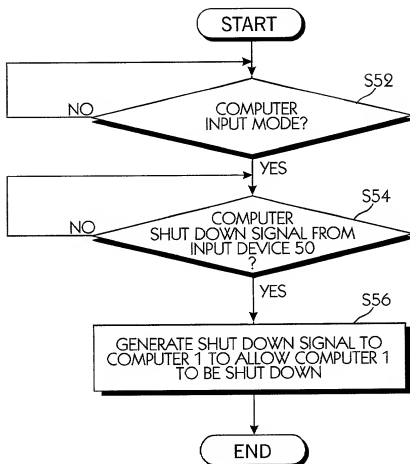 START
S52
COMPUTER
INPUT MODE?
NO
YES
S54
COMPUTER
SHUT DOWN SIGNAL FROM
INPUT DEVICE 50
?
NO
YES
S56
GENERATE SHUT DOWN SIGNAL TO
COMPUTER 1 TO ALLOW COMPUTER 1
TO BE SHUT DOWN
END